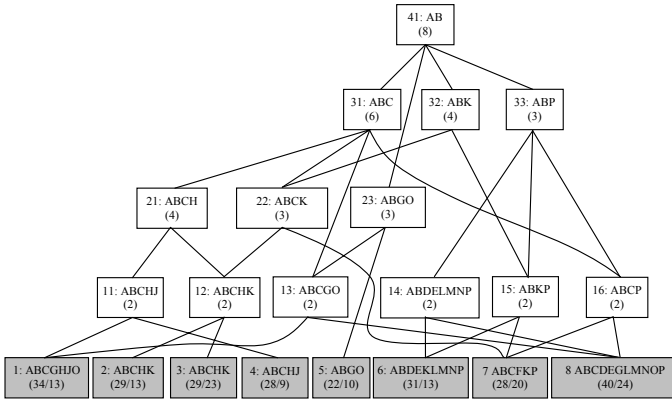 41: AB
(8)
31: ABC
(6)
32: ABK
(4)
33: ABP
(3)
21: ABCH
(4)
22: ABCK
(3)
23: ABGO
(3)
11: ABCHJ
(2)
12: ABCHK
(2)
13: ABCGO
(2)
14: ABDELMNP
(2)
15: ABKP
(2)
16: ABCP
(2)
1: ABCGHJO
(34/13)
2: ABCHK
(29/13)
3: ABCHK
(29/23)
4: ABCHJ
(28/9)
5: ABGO
(22/10)
6: ABDEKLMNP
(31/13)
7 ABCFKP
(28/20)
8 ABCDEGLMNOP
(40/24)